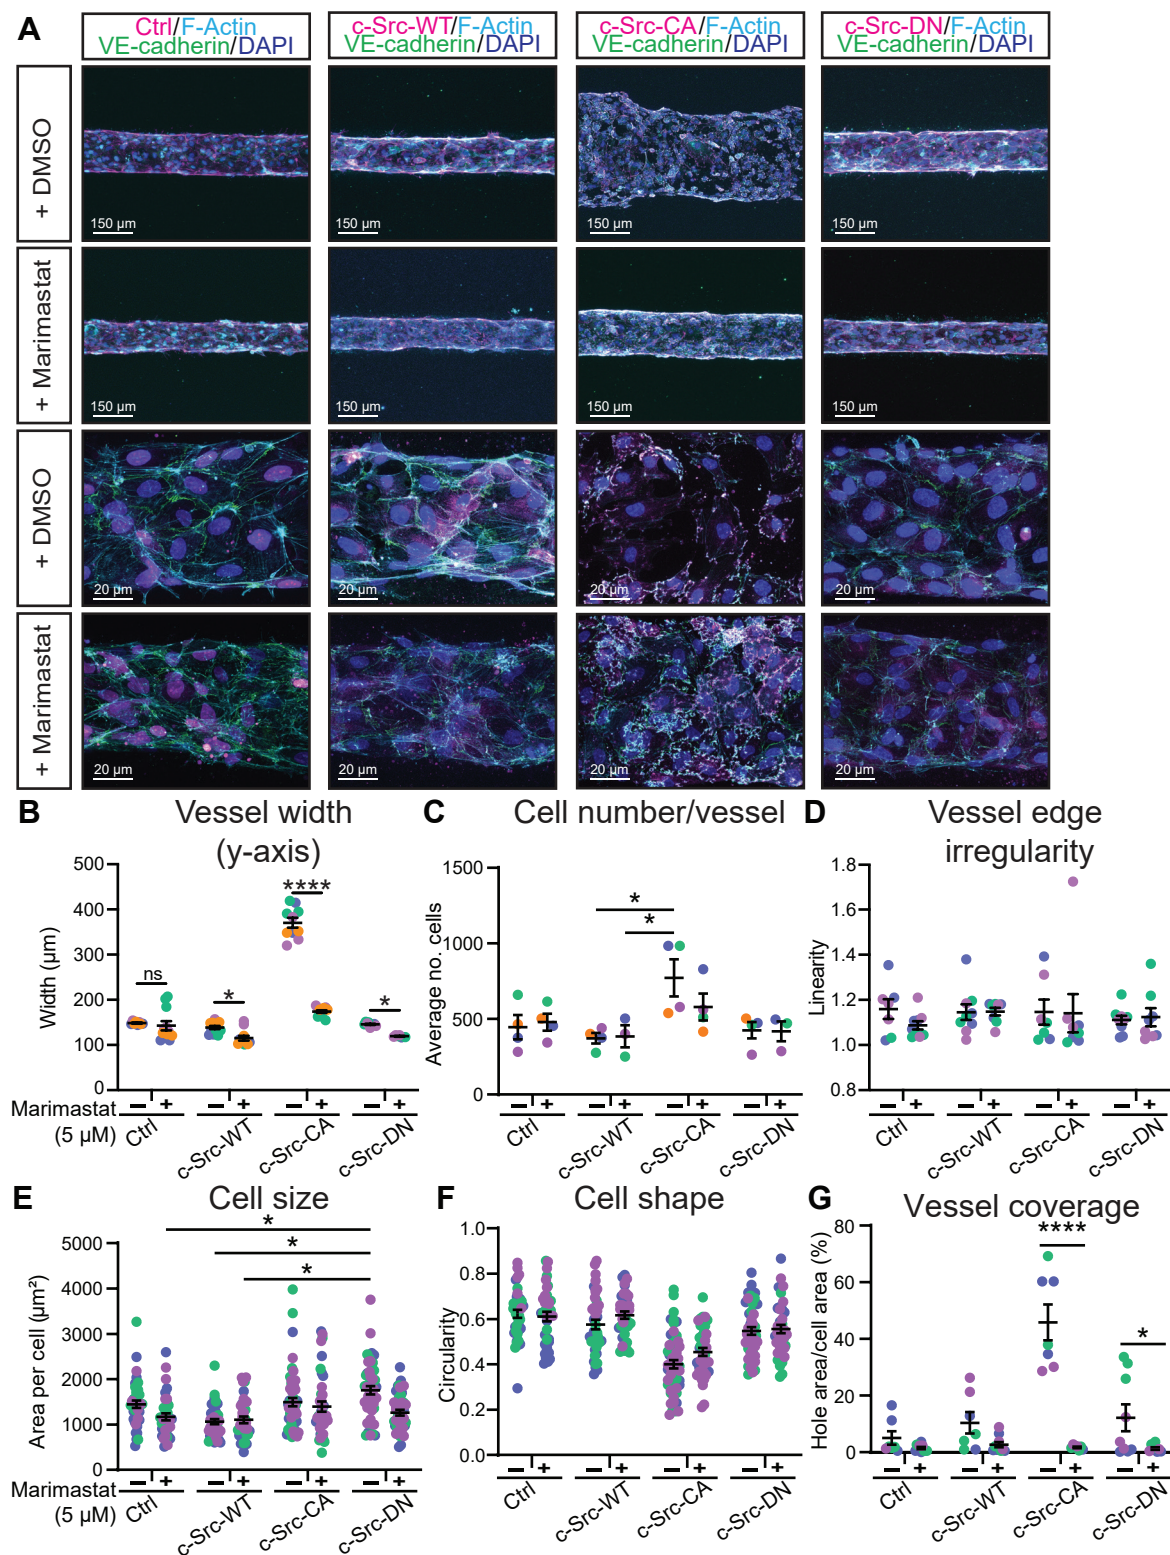 A
Ctrl/F-Actin
VE-cadherin/DAPI
c-Src-WT/F-Actin
VE-cadherin/DAPI
c-Src-CA/F-Actin
VE-cadherin/DAPI
c-Src-DN/F-Actin
VE-cadherin/DAPI
+ DMSO
150 µm
150 µm
150 µm
150 µm
+ Marimastat
150 µm
150 µm
150 µm
150 µm
+ DMSO
20 µm
20 µm
20 µm
20 µm
+ Marimastat
20 µm
20 µm
20 µm
20 µm
B
Vessel width
(y-axis)
Width (µm)
500
400
300
200
100
0
ns
*
****
*
Marimastat
(5 µM)
− + − + − + − +
Ctrl
c-Src-WT
c-Src-CA
c-Src-DN
C
Cell number/vessel
Average no. cells
1500
1000
500
0
*
*
− + − + − + − +
Ctrl
c-Src-WT
c-Src-CA
c-Src-DN
D
Vessel edge
irregularity
Linearity
1.8
1.6
1.4
1.2
1.0
0.8
− + − + − + − +
Ctrl
c-Src-WT
c-Src-CA
c-Src-DN
E
Cell size
Area per cell (µm²)
5000
4000
3000
2000
1000
0
*
*
*
Marimastat
(5 µM)
− + − + − + − +
Ctrl
c-Src-WT
c-Src-CA
c-Src-DN
F
Cell shape
Circularity
1.0
0.8
0.6
0.4
0.2
0.0
− + − + − + − +
Ctrl
c-Src-WT
c-Src-CA
c-Src-DN
G
Vessel coverage
Hole area/cell area (%)
80
60
40
20
0
****
*
− + − + − + − +
Ctrl
c-Src-WT
c-Src-CA
c-Src-DN